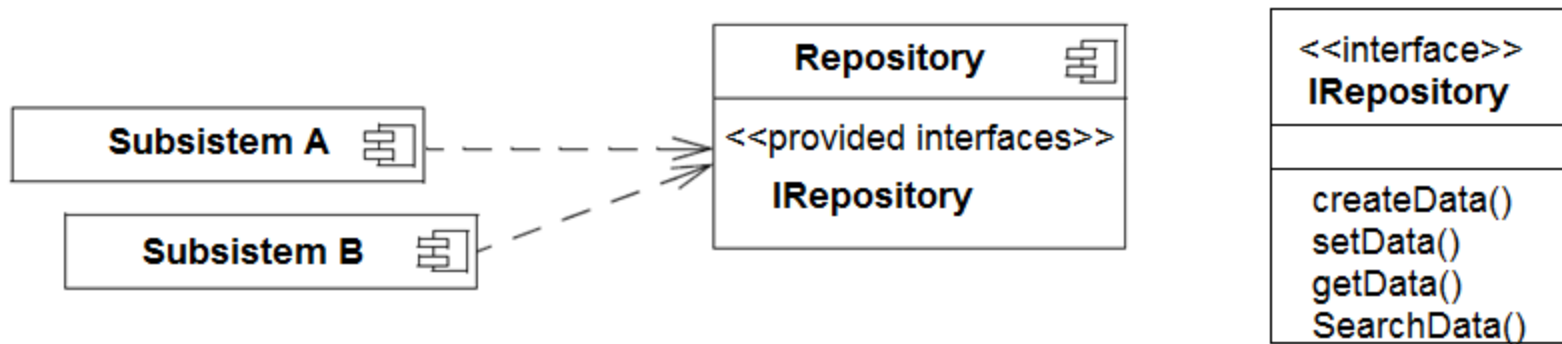 Subsistem A
Subsistem B
Repository
<<provided interfaces>>
IRepository
<<interface>>
IRepository
createData()
setData()
getData()
SearchData()